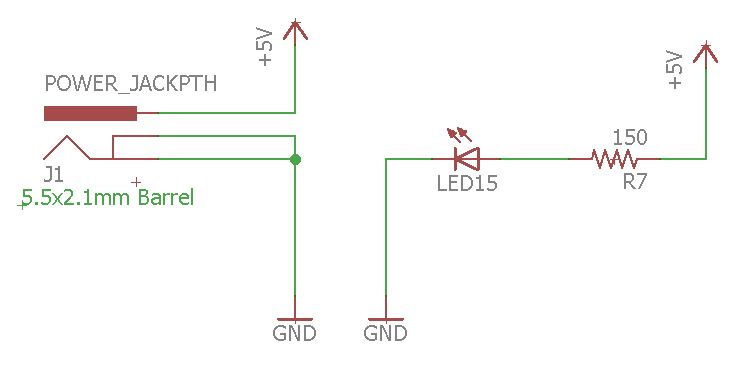 +5V
POWER_JACKPTH
J1
5.5x2.1mm Barrel
GND
GND
LED15
150
R7
+5V